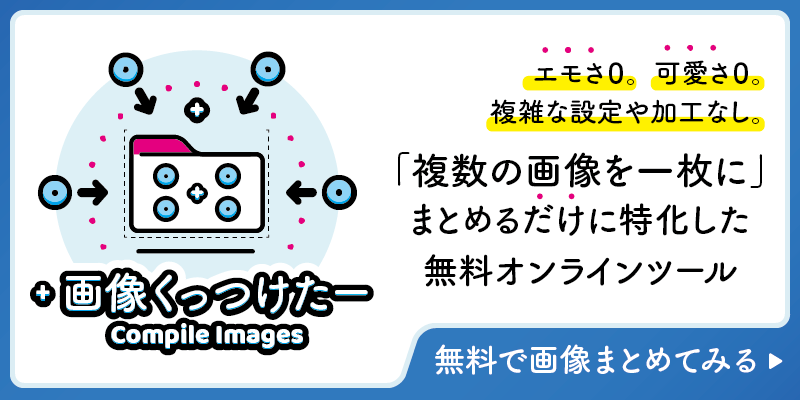 エモさ0。 可愛さ0。
複雑な設定や加工なし。
「複数の画像を一枚に」
まとめるだけに特化した
無料オンラインツール
画像くっつけたー
Compile Images
無料で画像まとめてみる